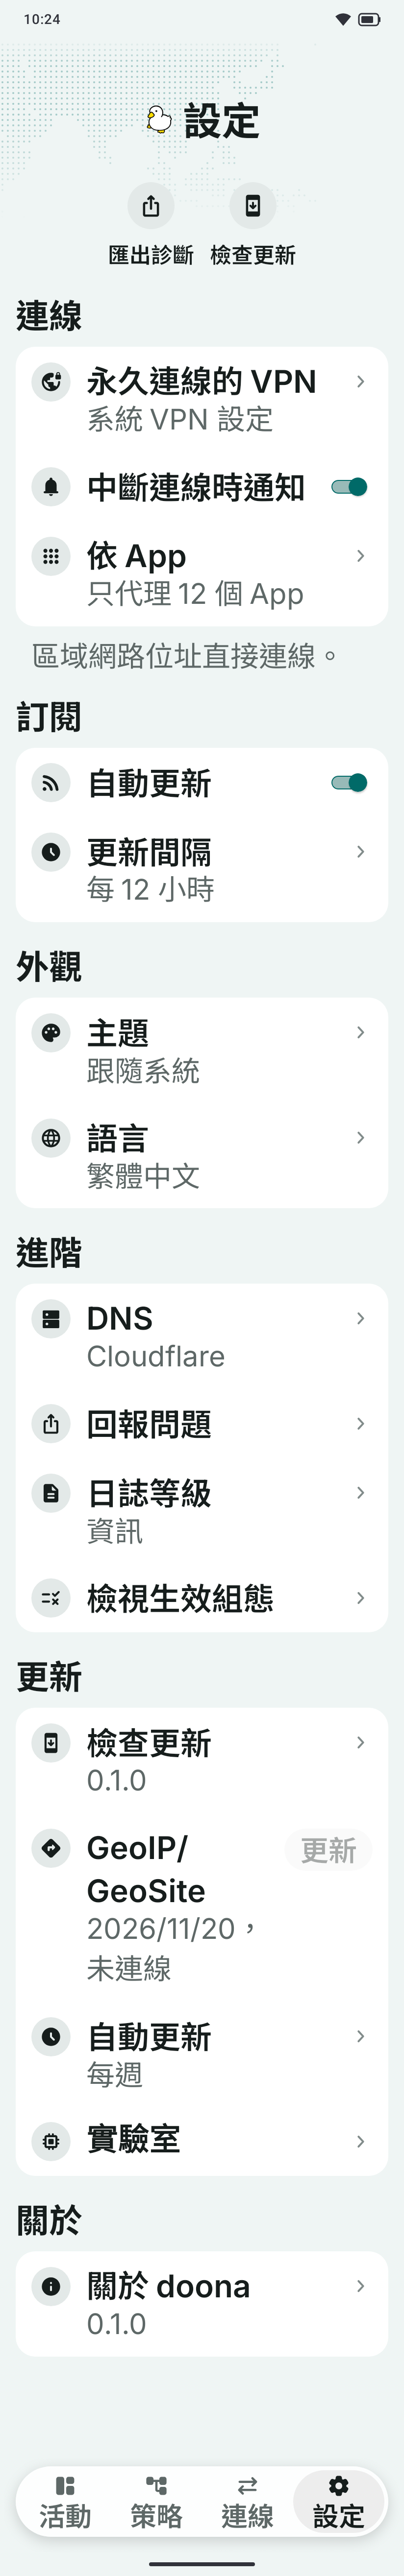 10:24
設定
匯出診斷
檢查更新
連線
永久連線的 VPN
系統 VPN 設定
中斷連線時通知
依 App
只代理 12 個 App
區域網路位址直接連線。
訂閱
自動更新
更新間隔
每 12 小時
外觀
主題
跟隨系統
語言
繁體中文
進階
DNS
Cloudflare
回報問題
日誌等級
資訊
檢視生效組態
更新
檢查更新
0.1.0
GeoIP/
GeoSite
更新
2026/11/20，
未連線
自動更新
每週
實驗室
關於
關於 doona
0.1.0
活動
策略
連線
設定